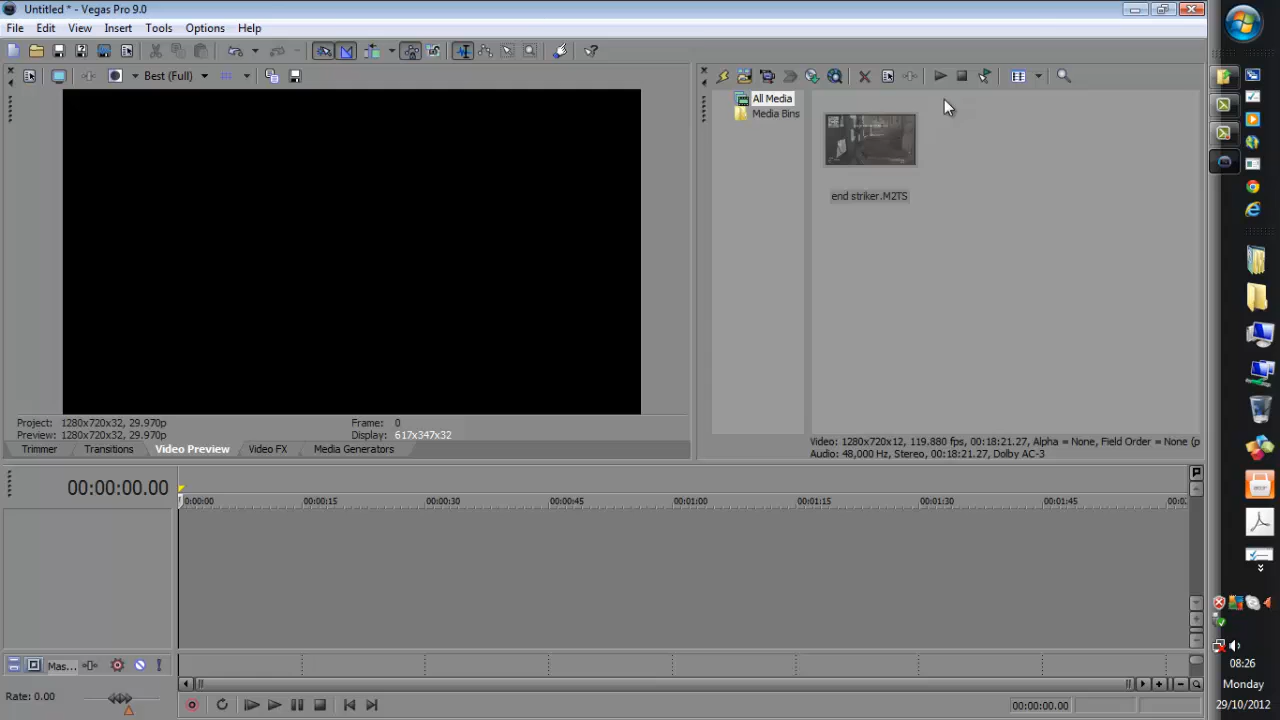 Untitled * - Vegas Pro 9.0
File Edit View Insert Tools Options Help
Best (Full)
All Media
Media Bins
end striker.M2TS
Project: 1280x720x32, 29.970p
Preview: 1280x720x32, 29.970p
Frame: 0
Display: 617x347x32
Video: 1280x720x12, 119.880 fps, 00:18:21.27, Alpha = None, Field Order = None (p
Audio: 48,000 Hz, Stereo, 00:18:21.27, Dolby AC-3
Trimmer Transitions Video Preview Video FX Media Generators
00:00:00.00
0:00:00 00:00:15 00:00:30 00:00:45 00:01:00 00:01:15 00:01:30 00:01:45 00:0
Mas...
Rate: 0.00
00:00:00.00
08:26
Monday
29/10/2012